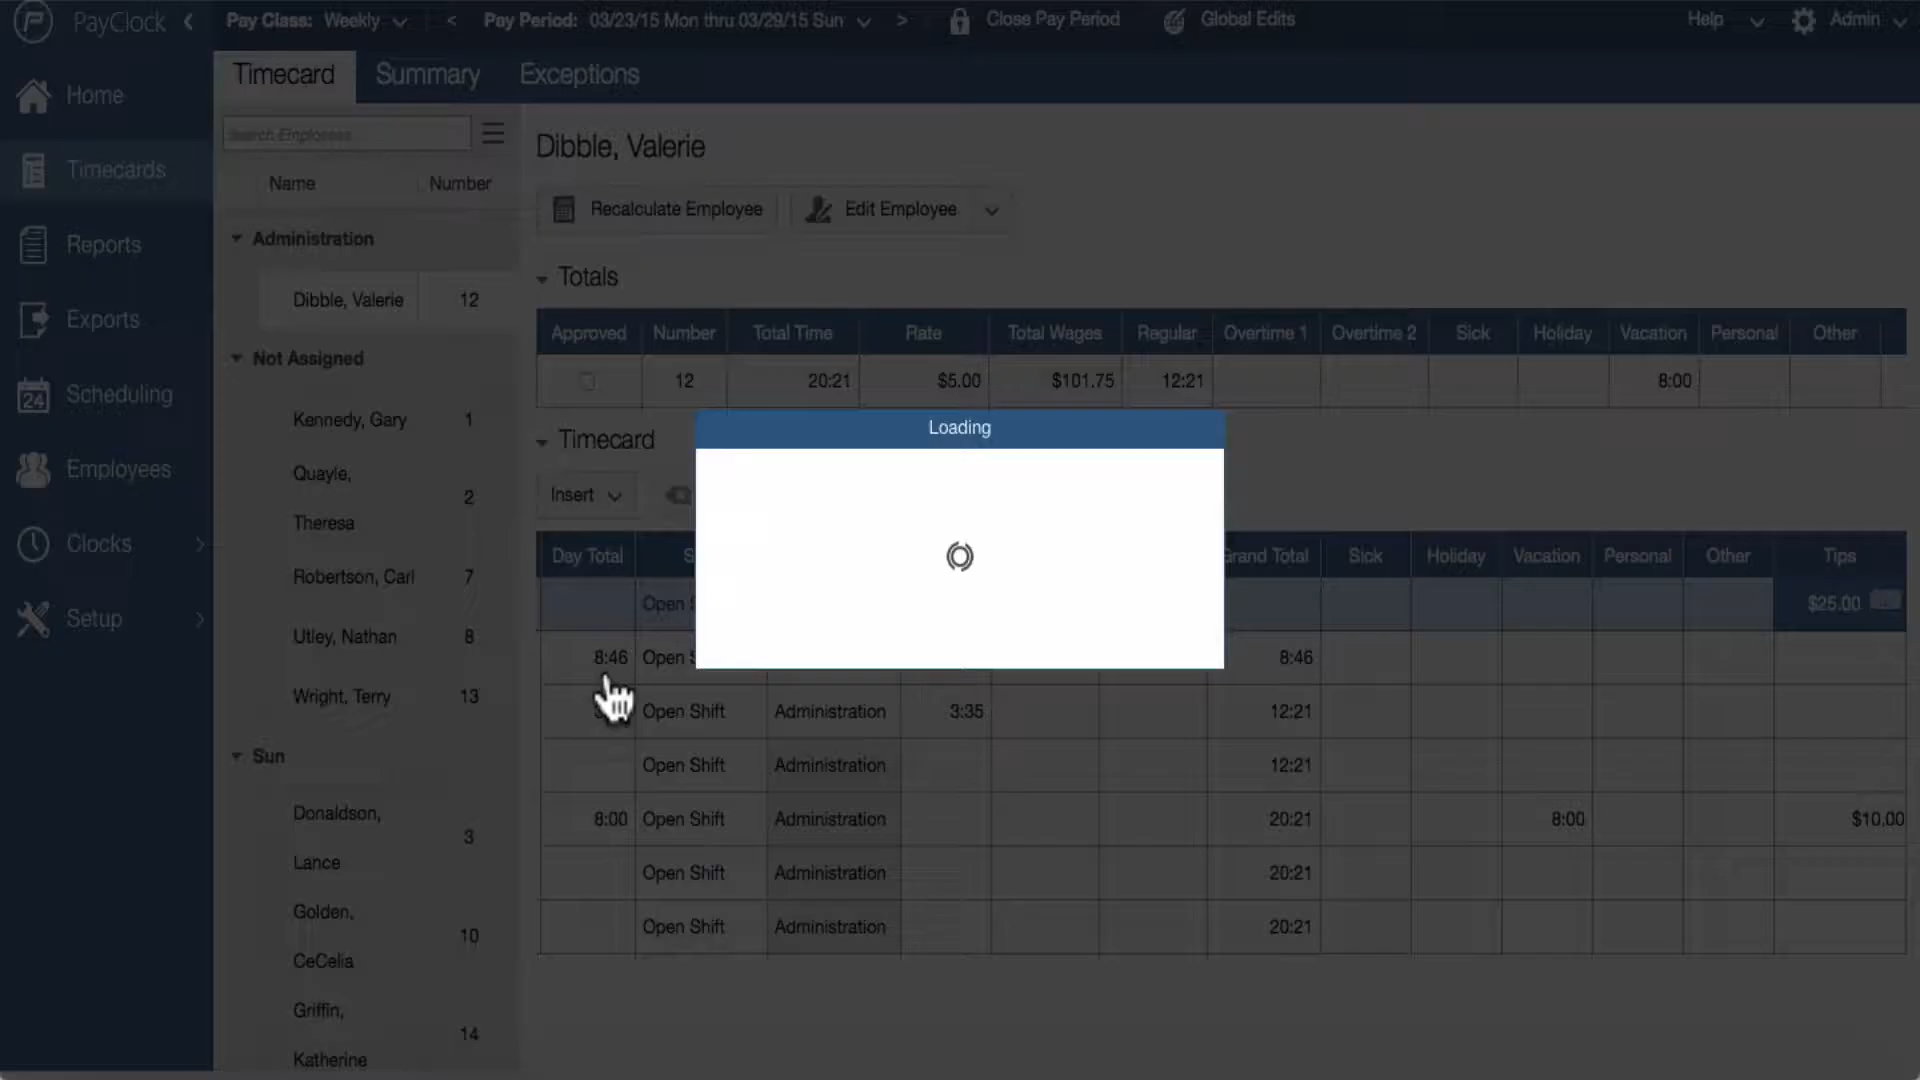 PayClock
Pay Class: Weekly
Pay Period: 03/23/15 Mon thru 03/29/15 Sun
Close Pay Period
Global Edits
Help
Admin
Home
Timecards
Reports
Exports
Scheduling
24
Employees
Clocks
Setup
Timecard Summary Exceptions
Search Employees...
Name Number
Administration
Dibble, Valerie 12
Not Assigned
Kennedy, Gary 1
Quayle,
Theresa 2
Robertson, Carl 7
Utley, Nathan 8
Wright, Terry 13
Sun
Donaldson,
Lance 3
Golden,
CeCelia 10
Griffin,
Katherine 14
Dibble, Valerie
Recalculate Employee Edit Employee
Totals
Approved Number Total Time Rate Total Wages Regular Overtime 1 Overtime 2 Sick Holiday Vacation Personal Other
12 20:21 $5.00 $101.75 12:21 8:00
Timecard
Insert
Loading
Day Total Grand Total Sick Holiday Vacation Personal Other Tips
Open $25.00
8:46 Open 8:46
Open Shift Administration 3:35 12:21
Open Shift Administration 12:21
8:00 Open Shift Administration 20:21 8:00 $10.00
Open Shift Administration 20:21
Open Shift Administration 20:21